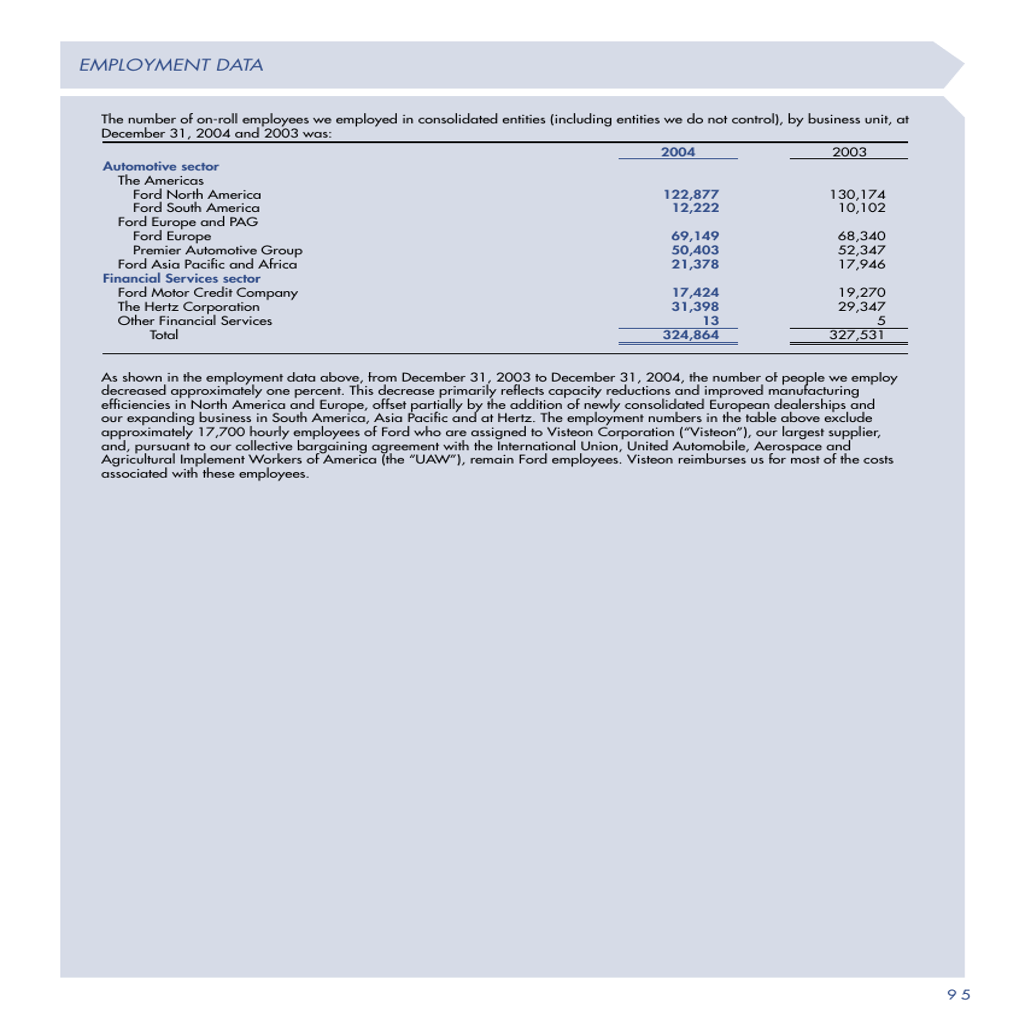 EMPLOYMENT DATA
The number of on-roll employees we employed in consolidated entities (including entities we do not control), by business unit, at
December 31, 2004 and 2003 was:
2004 2003
Automotive sector
The Americas
Ford North America 122,877 130,174
Ford South America 12,222 10,102
Ford Europe and PAG
Ford Europe 69,149 68,340
Premier Automotive Group 50,403 52,347
Ford Asia Pacific and Africa 21,378 17,946
Financial Services sector
Ford Motor Credit Company 17,424 19,270
The Hertz Corporation 31,398 29,347
Other Financial Services 13 5
Total 324,864 327,531
As shown in the employment data above, from December 31, 2003 to December 31, 2004, the number of people we employ
decreased approximately one percent. This decrease primarily reflects capacity reductions and improved manufacturing
efficiencies in North America and Europe, offset partially by the addition of newly consolidated European dealerships and
our expanding business in South America, Asia Pacific and at Hertz. The employment numbers in the table above exclude
approximately 17,700 hourly employees of Ford who are assigned to Visteon Corporation (“Visteon”), our largest supplier,
and, pursuant to our collective bargaining agreement with the International Union, United Automobile, Aerospace and
Agricultural Implement Workers of America (the “UAW”), remain Ford employees. Visteon reimburses us for most of the costs
associated with these employees.
95